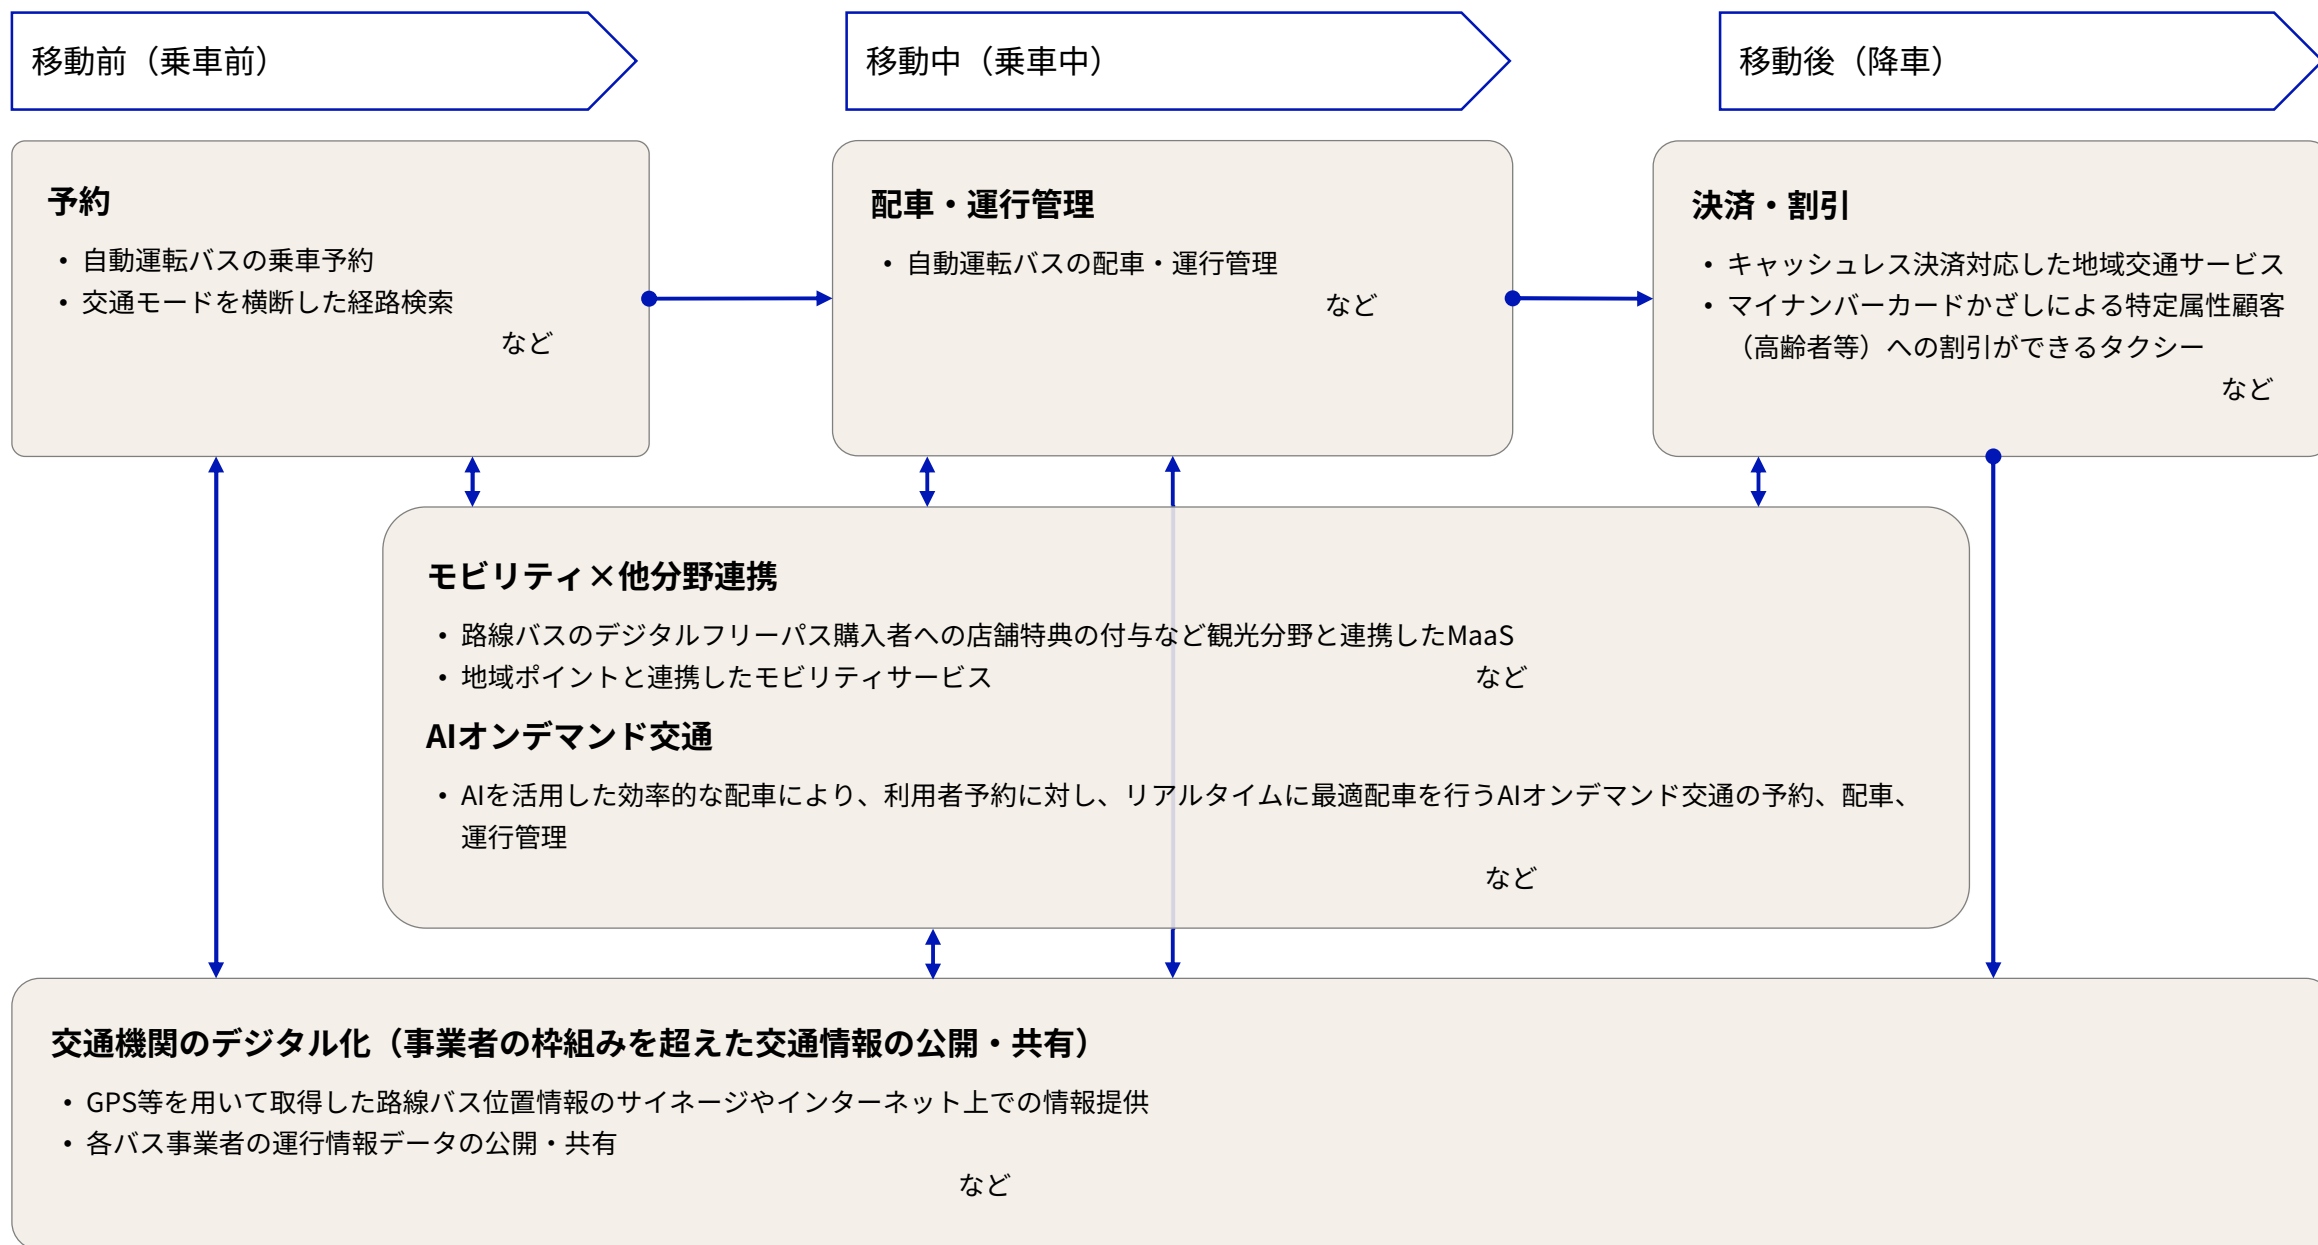 移動前（乗車前）
移動中（乗車中）
移動後（降車）
予約
• 自動運転バスの乗車予約
• 交通モードを横断した経路検索
など
配車・運行管理
• 自動運転バスの配車・運行管理
など
決済・割引
• キャッシュレス決済対応した地域交通サービス
• マイナンバーカードかざしによる特定属性顧客
（高齢者等）への割引ができるタクシー
など
モビリティ×他分野連携
• 路線バスのデジタルフリーパス購入者への店舗特典の付与など観光分野と連携したMaaS
• 地域ポイントと連携したモビリティサービス など
AIオンデマンド交通
• AIを活用した効率的な配車により、利用者予約に対し、リアルタイムに最適配車を行うAIオンデマンド交通の予約、配車、
運行管理
など
交通機関のデジタル化（事業者の枠組みを超えた交通情報の公開・共有）
• GPS等を用いて取得した路線バス位置情報のサイネージやインターネット上での情報提供
• 各バス事業者の運行情報データの公開・共有
など